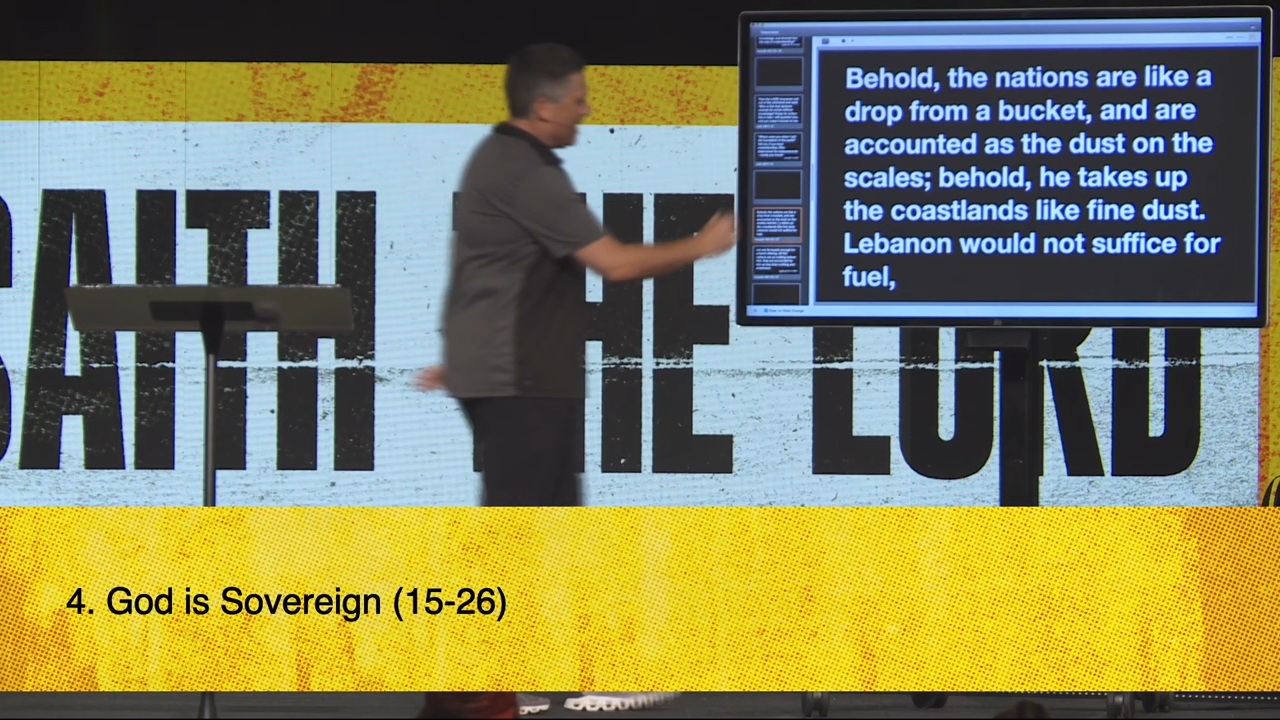 SAITH THE LORD
Behold, the nations are like a
drop from a bucket, and are
accounted as the dust on the
scales; behold, he takes up
the coastlands like fine dust.
Lebanon would not suffice for
fuel,
4. God is Sovereign (15-26)